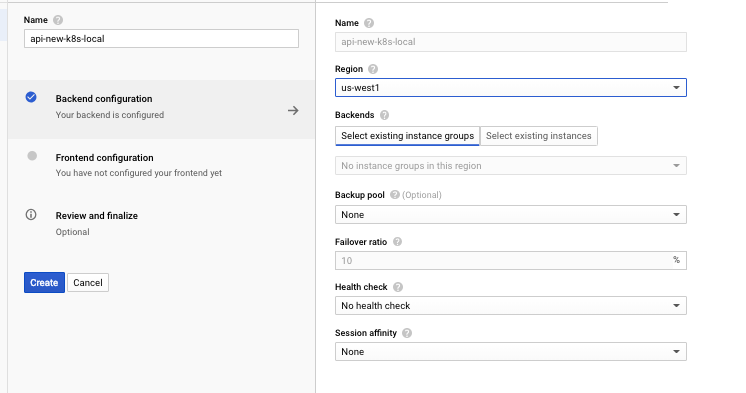 Name ?
api-new-k8s-local
Backend configuration
Your backend is configured
Frontend configuration
You have not configured your frontend yet
Review and finalize
Optional
Create Cancel
Name ?
api-new-k8s-local
Region ?
us-west1
Backends ?
Select existing instance groups Select existing instances
No instance groups in this region
Backup pool ? (Optional)
None
Failover ratio ?
10 %
Health check ?
No health check
Session affinity ?
None